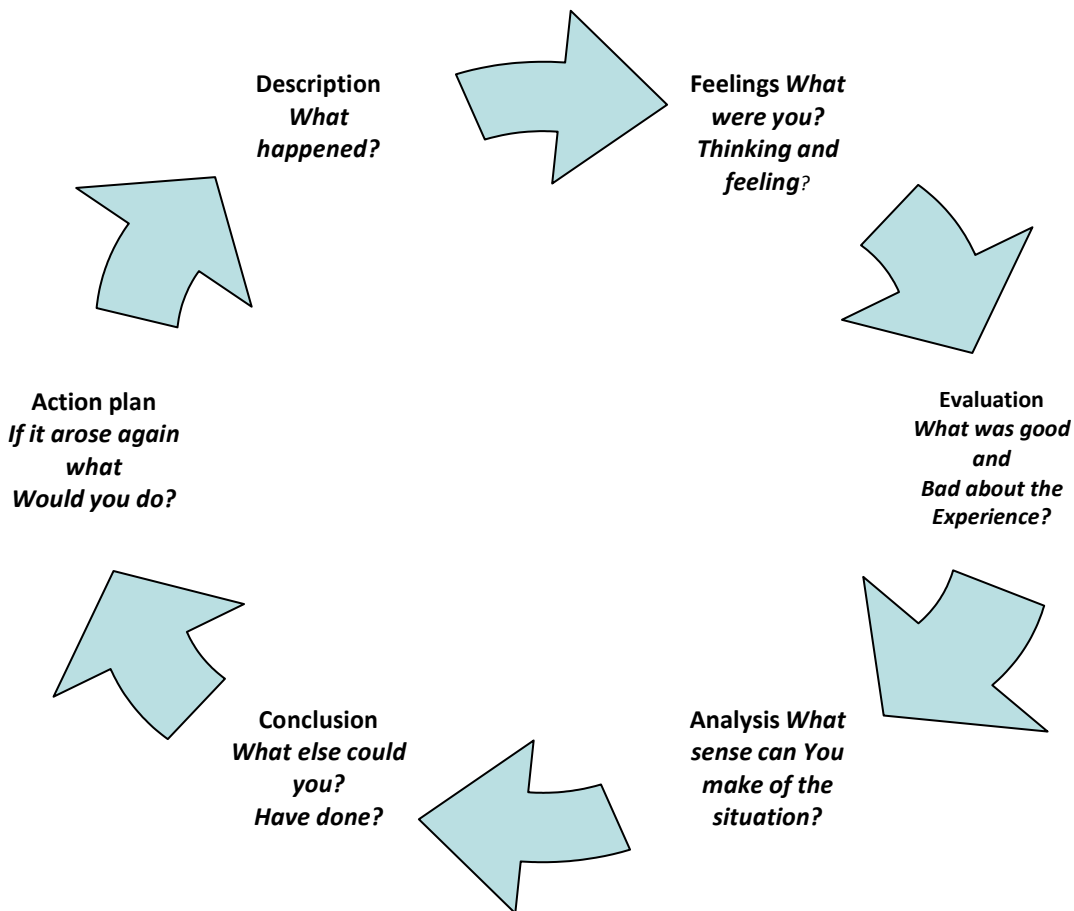 Description
What
happened?
Feelings What
were you?
Thinking and
feeling?
Evaluation
What was good
and
Bad about the
Experience?
Analysis What
sense can You
make of the
situation?
Conclusion
What else could
you?
Have done?
Action plan
If it arose again
what
Would you do?